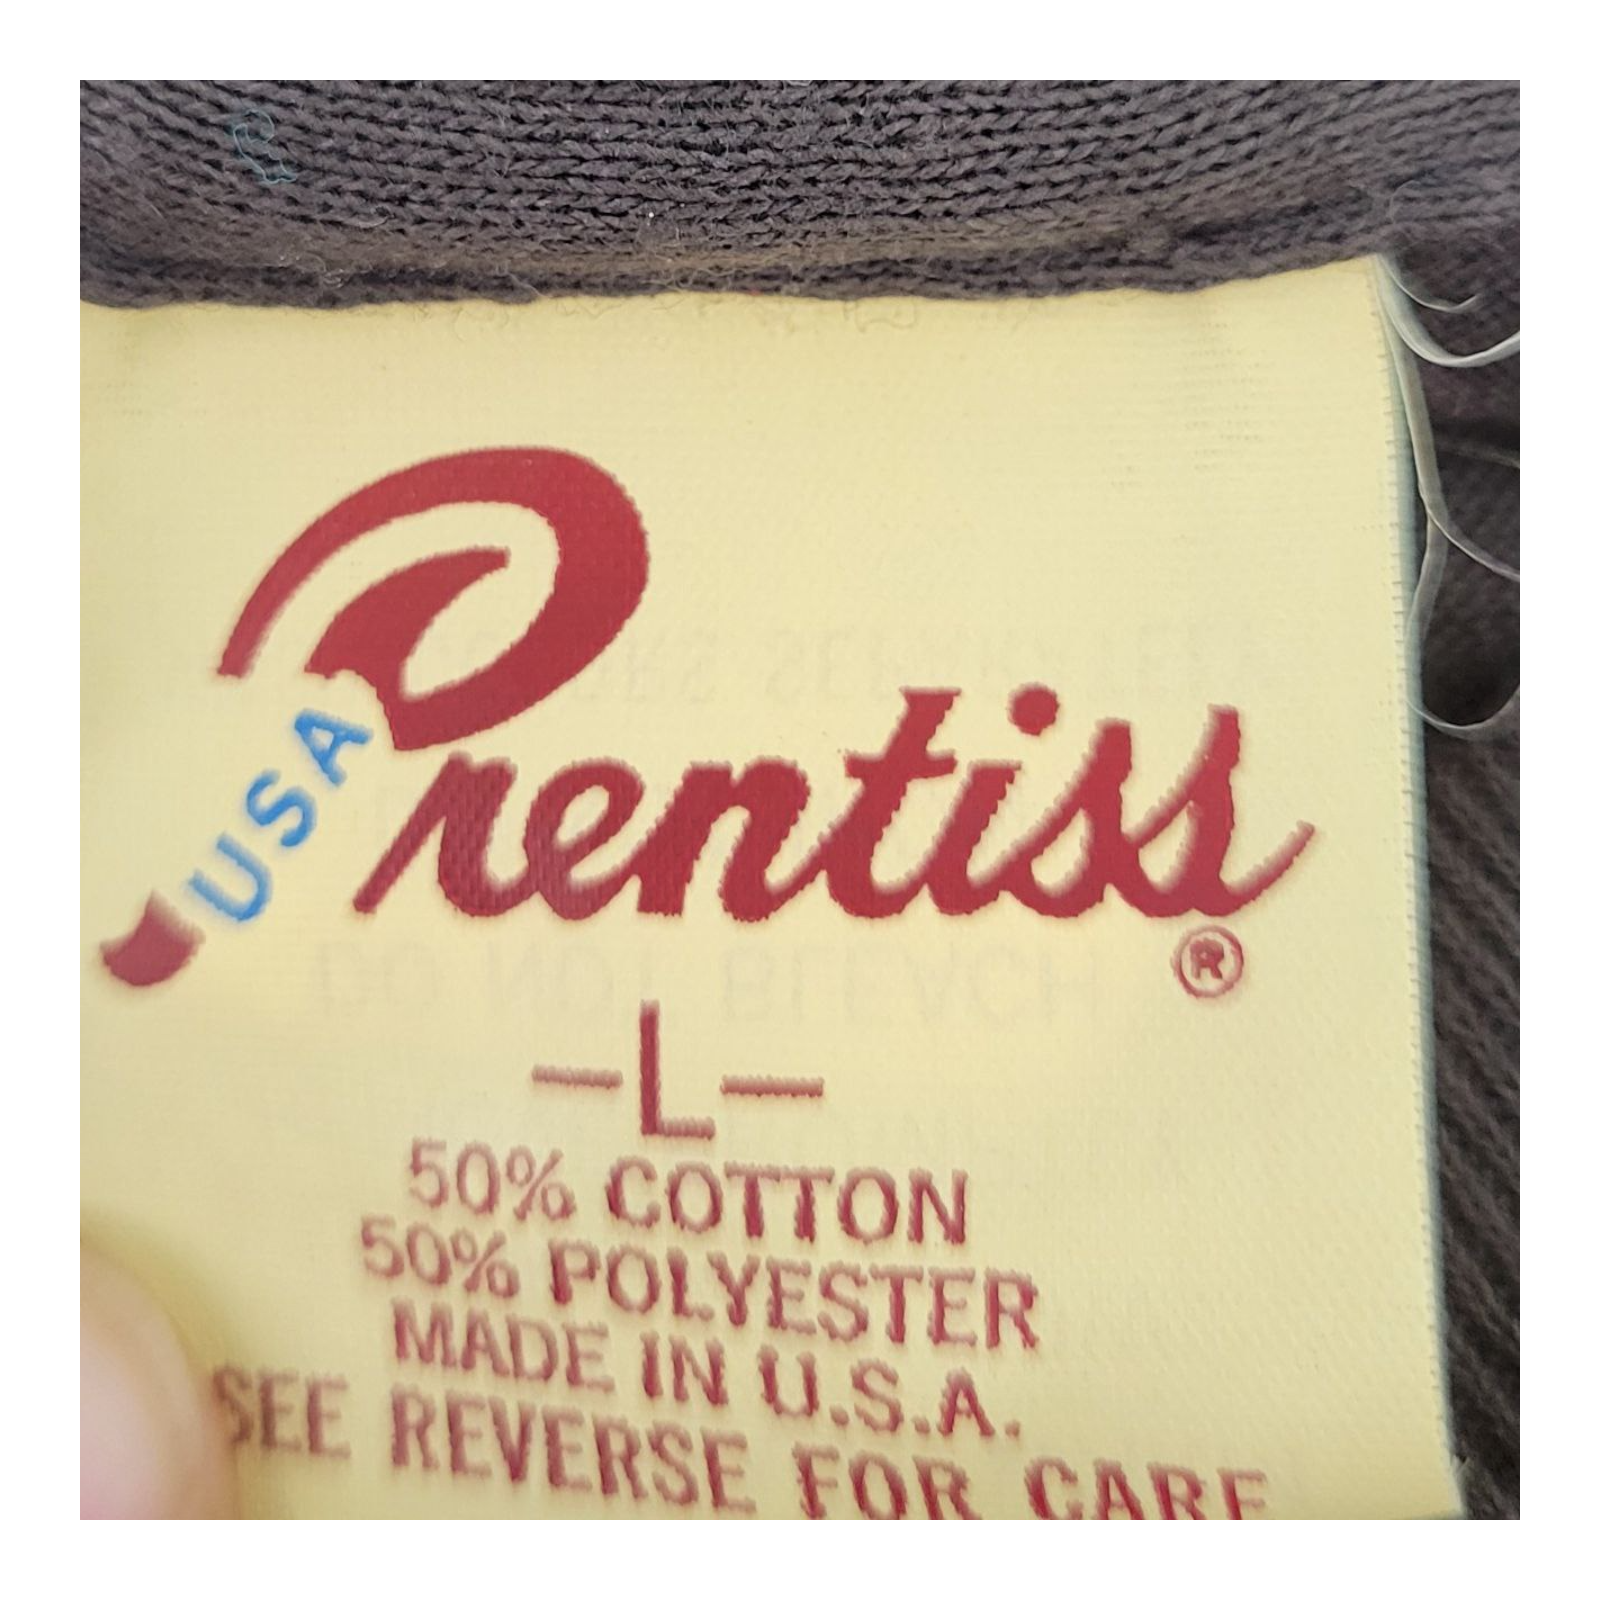 Prentiss
USA
®
—L—
50% COTTON
50% POLYESTER
MADE IN U.S.A.
SEE REVERSE FOR CARE